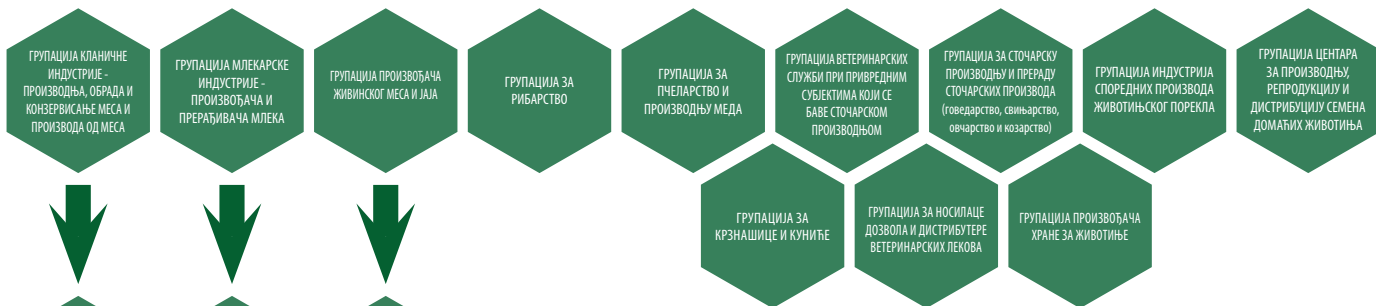 ГРУПАЦИЈА КЛАНИЧНЕ
ИНДУСТРИЈЕ -
ПРОИЗВОДЊА, ОБРАДА И
КОНЗЕРВИСАЊЕ МЕСА И
ПРОИЗВОДА ОД МЕСА
ГРУПАЦИЈА МЛЕКАРСКЕ
ИНДУСТРИЈЕ -
ПРОИЗВОЂАЧА И
ПРЕРАЂИВАЧА МЛЕКА
ГРУПАЦИЈА ПРОИЗВОЂАЧА
ЖИВИНСКОГ МЕСА И ЈАЈА
ГРУПАЦИЈА ЗА
РИБАРСТВО
ГРУПАЦИЈА ЗА
ПЧЕЛАРСТВО И
ПРОИЗВОДЊУ МЕДА
ГРУПАЦИЈА ВЕТЕРИНАРСКИХ
СЛУЖБИ ПРИ ПРИВРЕДНИМ
СУБЈЕКТИМА КОЈИ СЕ
БАВЕ СТОЧАРСКОМ
ПРОИЗВОДЊОМ
ГРУПАЦИЈА ЗА СТОЧАРСКУ
ПРОИЗВОДЊУ И ПРЕРАДУ
СТОЧАРСКИХ ПРОИЗВОДА
(говедарство, свињарство,
овчарство и козарство)
ГРУПАЦИЈА ИНДУСТРИЈА
СПОРЕДНИХ ПРОИЗВОДА
ЖИВОТИЊСКОГ ПОРЕКЛА
ГРУПАЦИЈА ЦЕНТАРА
ЗА ПРОИЗВОДЊУ,
РЕПРОДУКЦИЈУ И
ДИСТРИБУЦИЈУ СЕМЕНА
ДОМАЋИХ ЖИВОТИЊА
ГРУПАЦИЈА ЗА
КРЗНАШИЦЕ И КУНИЋЕ
ГРУПАЦИЈА ЗА НОСИЛАЦЕ
ДОЗВОЛА И ДИСТРИБУТЕРЕ
ВЕТЕРИНАРСКИХ ЛЕКОВА
ГРУПАЦИЈА ПРОИЗВОЂАЧА
ХРАНЕ ЗА ЖИВОТИЊЕ